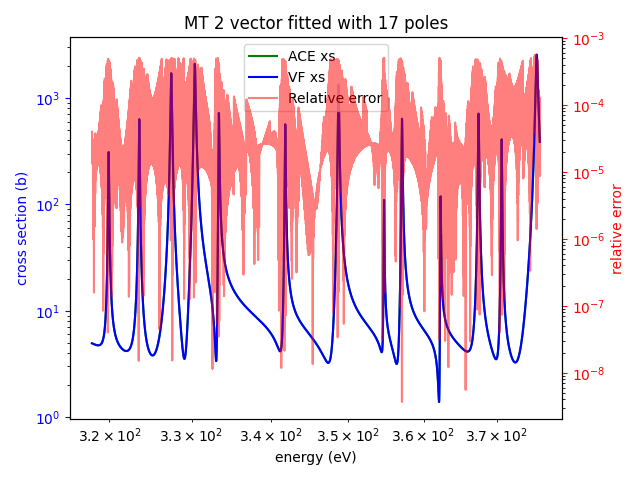 MT 2 vector fitted with 17 poles
ACE xs
VF xs
Relative error
cross section (b)
10³
10²
10¹
10⁰
relative error
10⁻³
10⁻⁴
10⁻⁵
10⁻⁶
10⁻⁷
10⁻⁸
3.2 × 10² 3.3 × 10² 3.4 × 10² 3.5 × 10² 3.6 × 10² 3.7 × 10²
energy (eV)